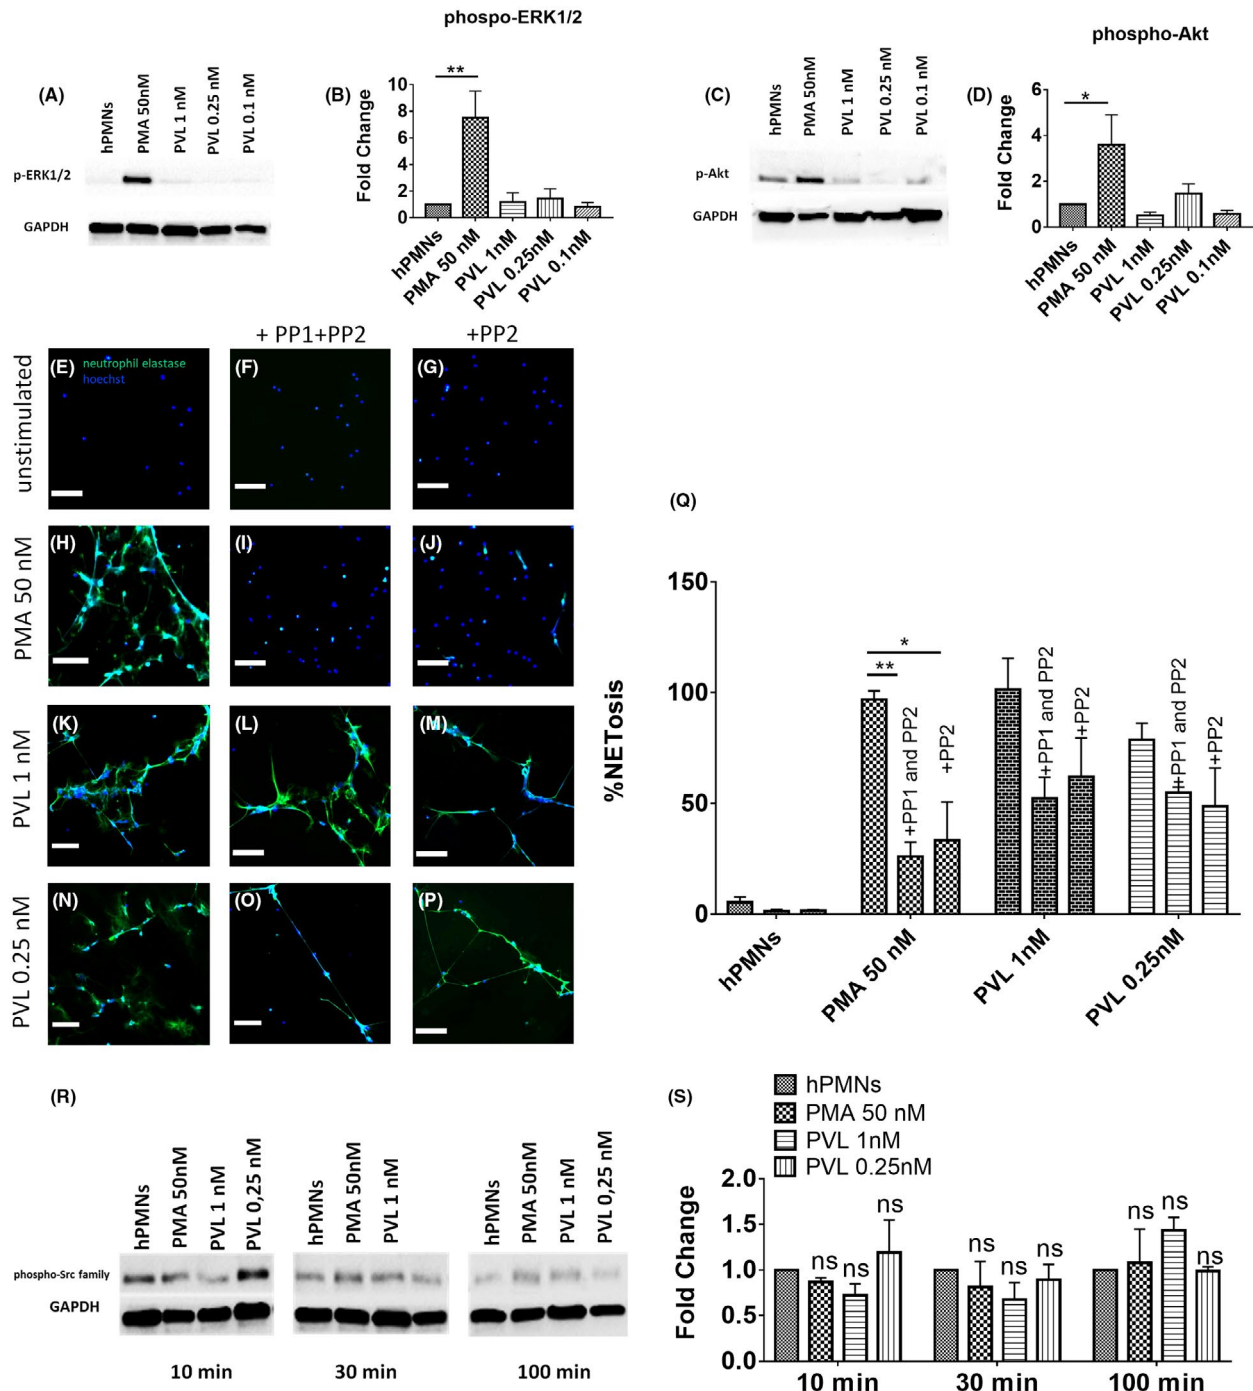 phospo-ERK1/2
phospho-Akt
(A)
hPMNs
PMA 50nM
PVL 1 nM
PVL 0.25 nM
PVL 0.1 nM
p-ERK1/2
GAPDH
(B)
**
Fold Change
10
8
6
4
2
0
hPMNs
PMA 50 nM
PVL 1nM
PVL 0.25nM
PVL 0.1nM
(C)
hPMNs
PMA 50nM
PVL 1 nM
PVL 0.25 nM
PVL 0.1 nM
p-Akt
GAPDH
(D)
*
Fold Change
6
4
2
0
hPMNs
PMA 50 nM
PVL 1nM
PVL 0.25nM
PVL 0.1nM
+ PP1+PP2
+PP2
unstimulated
(E)
neutrophil elastase
hoechst
(F)
(G)
PMA 50 nM
(H)
(I)
(J)
PVL 1 nM
(K)
(L)
(M)
PVL 0.25 nM
(N)
(O)
(P)
(Q)
%NETosis
150
100
50
0
*
**
+PP1 and PP2
+PP2
+PP1 and PP2
+PP2
+PP1 and PP2
+PP2
hPMNs
PMA 50 nM
PVL 1nM
PVL 0.25nM
(R)
hPMNs
PMA 50nM
PVL 1 nM
PVL 0,25 nM
hPMNs
PMA 50nM
PVL 1 nM
hPMNs
PMA 50nM
PVL 1 nM
PVL 0,25 nM
phospho-Src family
GAPDH
10 min
30 min
100 min
(S)
hPMNs
PMA 50 nM
PVL 1nM
PVL 0.25nM
Fold Change
2.0
1.5
1.0
0.5
0.0
ns
ns
ns
ns
ns
ns
ns
ns
ns
10 min
30 min
100 min